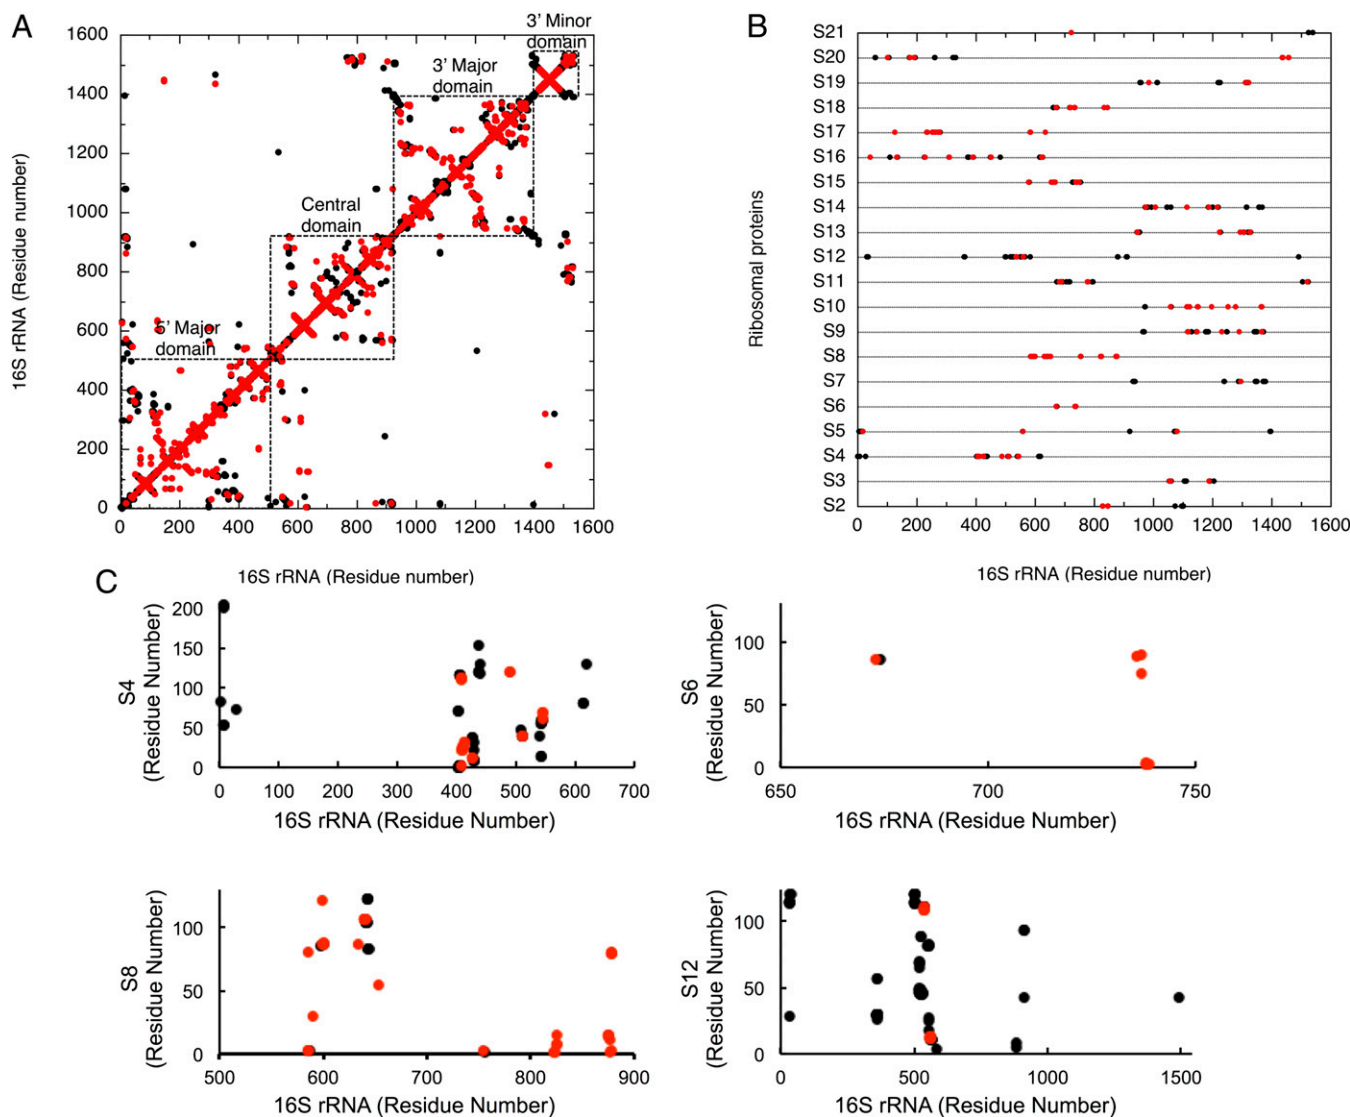 A
1600
1400
1200
1000
800
600
400
200
0
16S rRNA (Residue number)
3’ Minor
domain
3’ Major
domain
Central
domain
5’ Major
domain
0 200 400 600 800 1000 1200 1400 1600
16S rRNA (Residue number)
B
Ribosomal proteins
S21
S20
S19
S18
S17
S16
S15
S14
S13
S12
S11
S10
S9
S8
S7
S6
S5
S4
S3
S2
0 200 400 600 800 1000 1200 1400 1600
16S rRNA (Residue number)
C
S4
(Residue Number)
200
150
100
50
0
0 100 200 300 400 500 600 700
16S rRNA (Residue Number)
S6
(Residue Number)
100
50
0
650 700 750
16S rRNA (Residue Number)
S8
(Residue Number)
100
50
0
500 600 700 800 900
16S rRNA (Residue Number)
S12
(Residue Number)
100
50
0
0 500 1000 1500
16S rRNA (Residue Number)